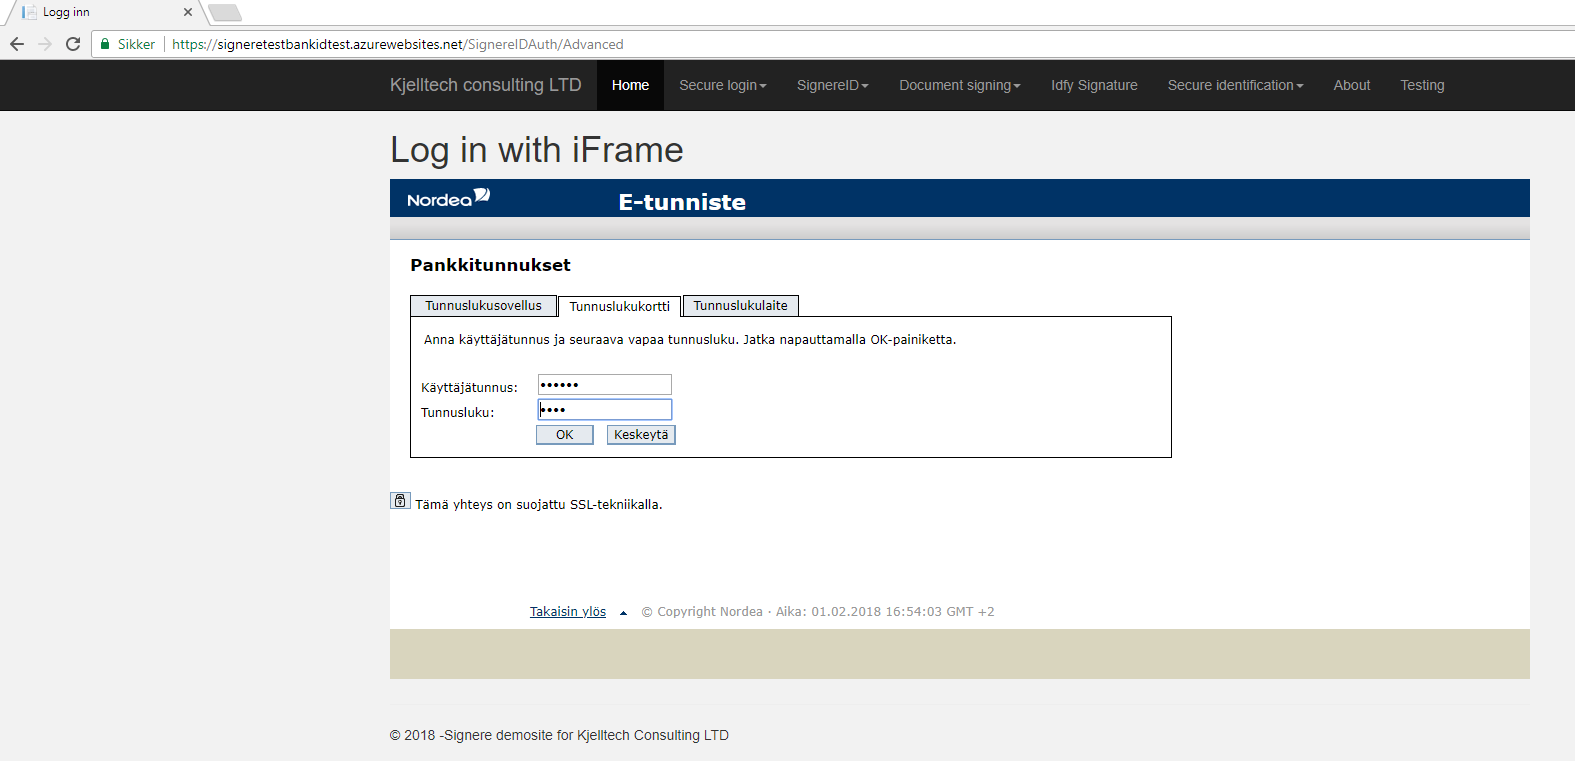 Logg inn
Sikker https://signeretestbankidtest.azurewebsites.net/SignereIDAuth/Advanced
Kjelltech consulting LTD Home Secure login SignereID Document signing Idfy Signature Secure identification About Testing
Log in with iFrame
Nordea E-tunniste
Pankkitunnukset
Tunnuslukusovellus Tunnuslukukortti Tunnuslukulaite
Anna käyttäjätunnus ja seuraava vapaa tunnusluku. Jatka napauttamalla OK-painiketta.
Käyttäjätunnus: ••••••
Tunnusluku: ••••
OK Keskeytä
Tämä yhteys on suojattu SSL-tekniikalla.
Takaisin ylös © Copyright Nordea · Aika: 01.02.2018 16:54:03 GMT +2
© 2018 -Signere demosite for Kjelltech Consulting LTD